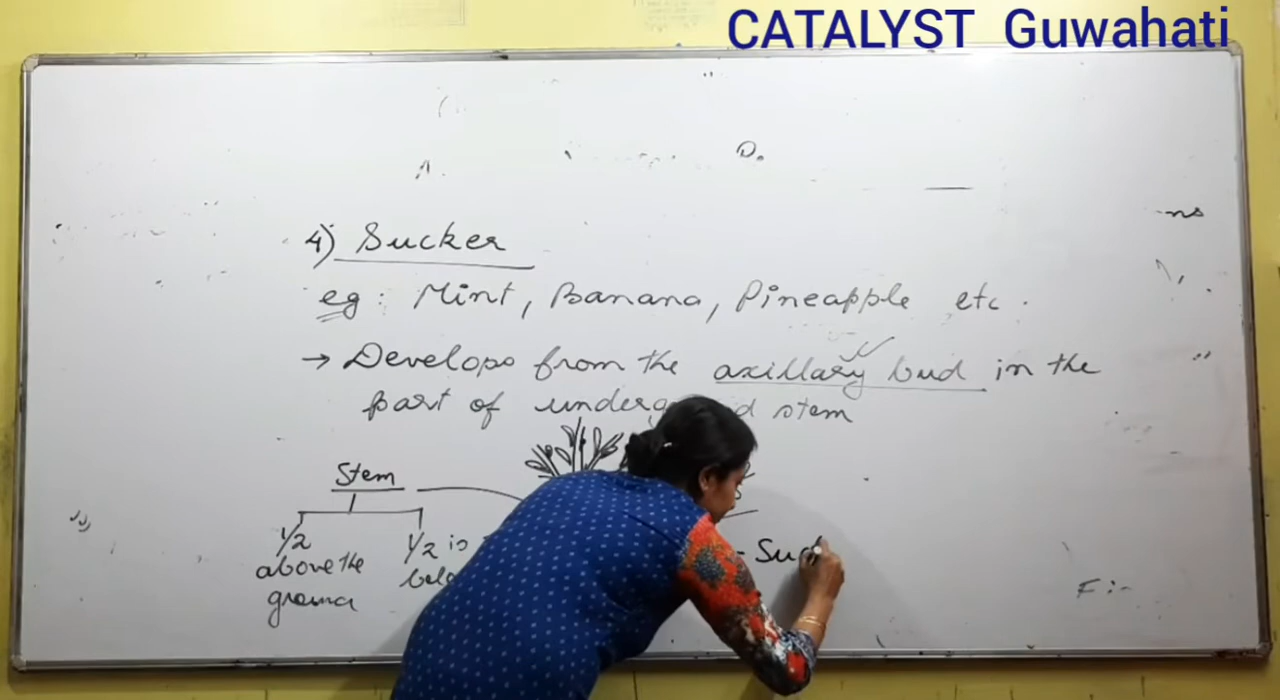 CATALYST Guwahati
D.
ns
4) Sucker
eg: Mint, Banana, Pineapple etc.
→ Develops from the axillary bud in the
part of stem
Stem
1/2 above the ground
1/2 is
F:-